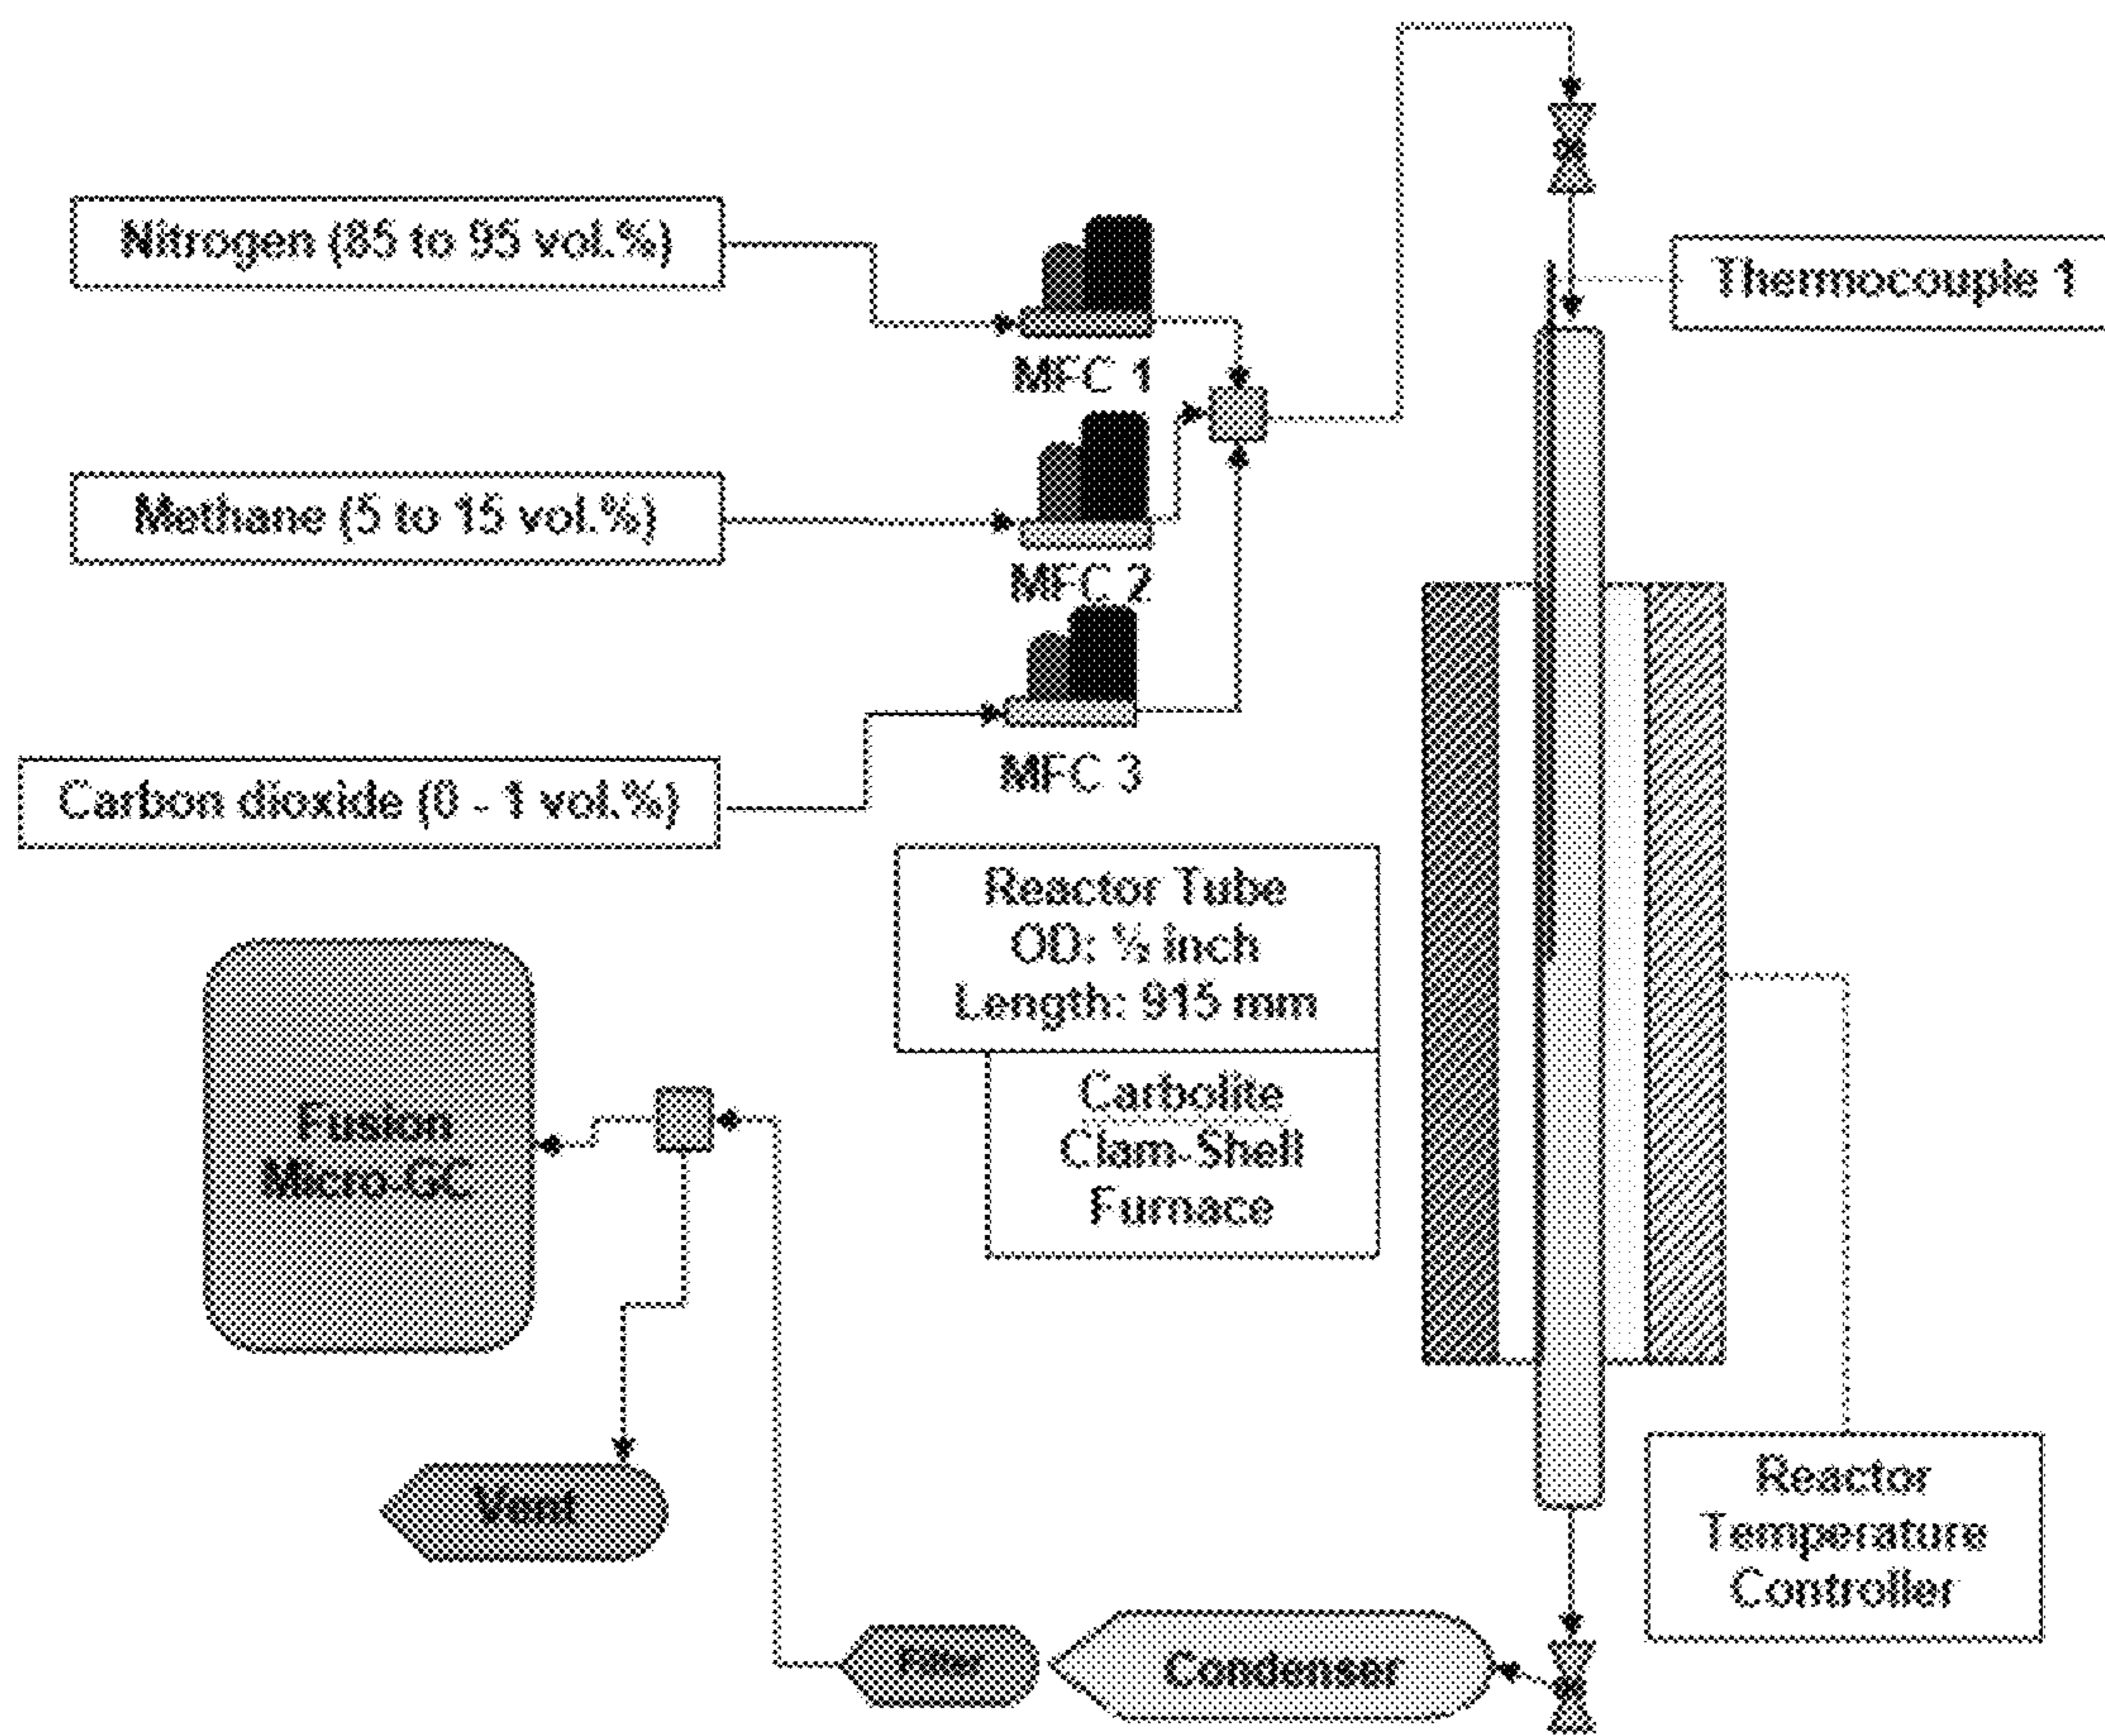 Nitrogen (85 to 95 vol.%)
MFC 1
Thermocouple 1
Methane (5 to 15 vol.%)
MFC 2
Carbon dioxide (0 - 1 vol.%)
MFC 3
Reactor Tube
OD: ½ inch
Length: 915 mm
Carbolite
Clam-Shell
Furnace
Fusion
Micro-GC
Vent
Reactor
Temperature
Controller
Filter
Condenser